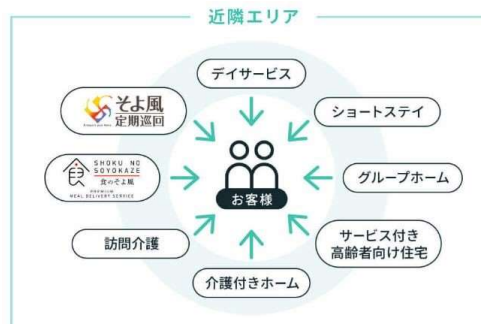 近隣エリア
デイサービス
そよ風
定期巡回
ショートステイ
SHOKU NO
SOYOKAZE
食のそよ風
PREMIUM
MEAL DELIVERY SERVICE
食
グループホーム
お客様
訪問介護
サービス付き
高齢者向け住宅
介護付きホーム